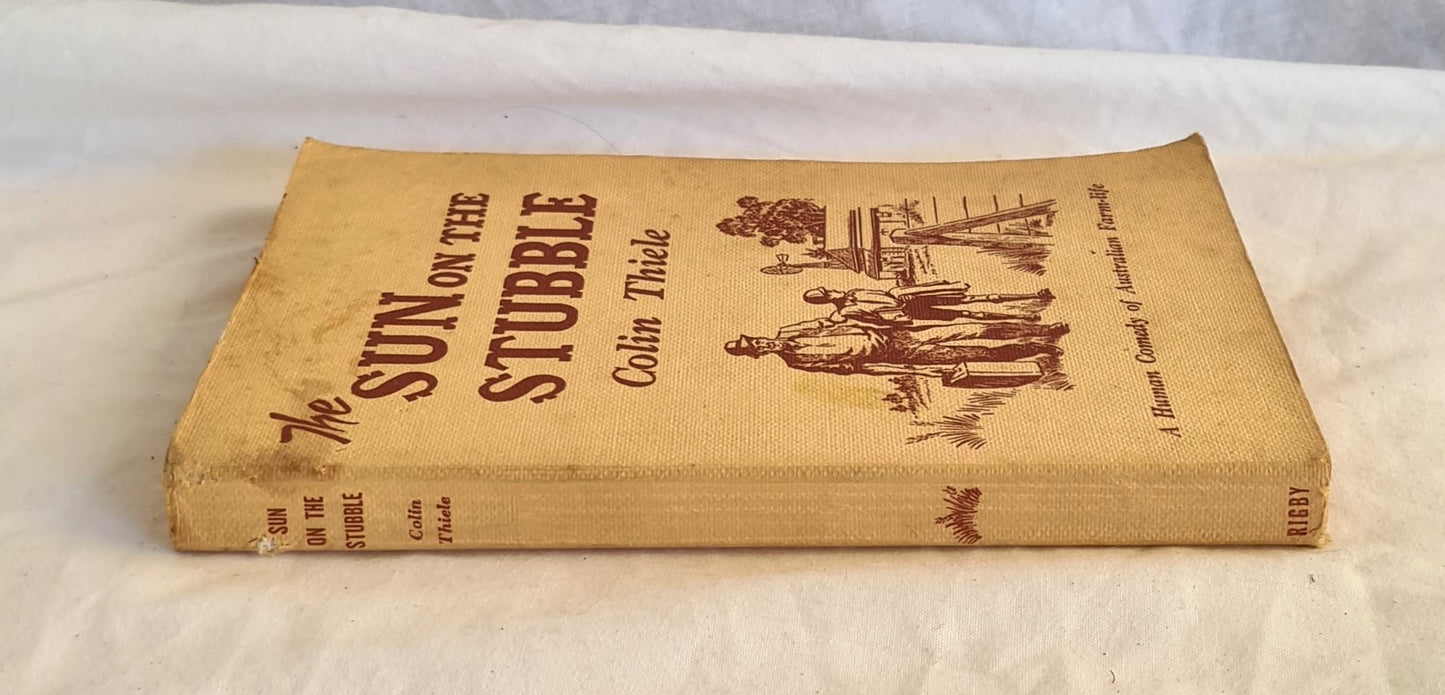 The
SUN ON THE
STUBBLE
Colin Thiele
A Human Comedy of Australian Farm-life
SUN
ON THE
STUBBLE
Colin
Thiele
RIGBY